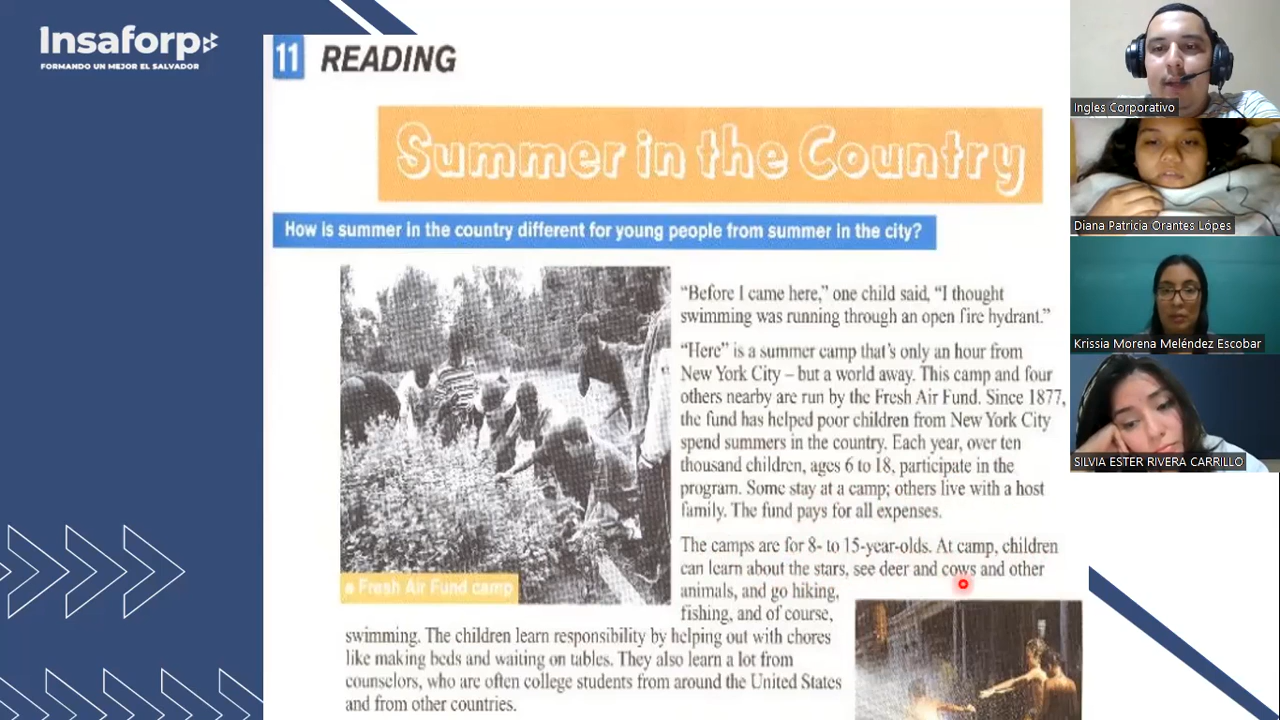 Insaforp
FORMANDO UN MEJOR EL SALVADOR
11 READING
Summer in the Country
How is summer in the country different for young people from summer in the city?
"Before I came here," one child said, "I thought
swimming was running through an open fire hydrant."
"Here" is a summer camp that's only an hour from
New York City – but a world away. This camp and four
others nearby are run by the Fresh Air Fund. Since 1877,
the fund has helped poor children from New York City
spend summers in the country. Each year, over ten
thousand children, ages 6 to 18, participate in the
program. Some stay at a camp; others live with a host
family. The fund pays for all expenses.
a Fresh Air Fund camp
The camps are for 8- to 15-year-olds. At camp, children
can learn about the stars, see deer and cows and other
animals, and go hiking,
fishing, and of course,
swimming. The children learn responsibility by helping out with chores
like making beds and waiting on tables. They also learn a lot from
counselors, who are often college students from around the United States
and from other countries.
Ingles Corporativo
Diana Patricia Orantes Lópes
Krissia Morena Meléndez Escobar
SILVIA ESTER RIVERA CARRILLO